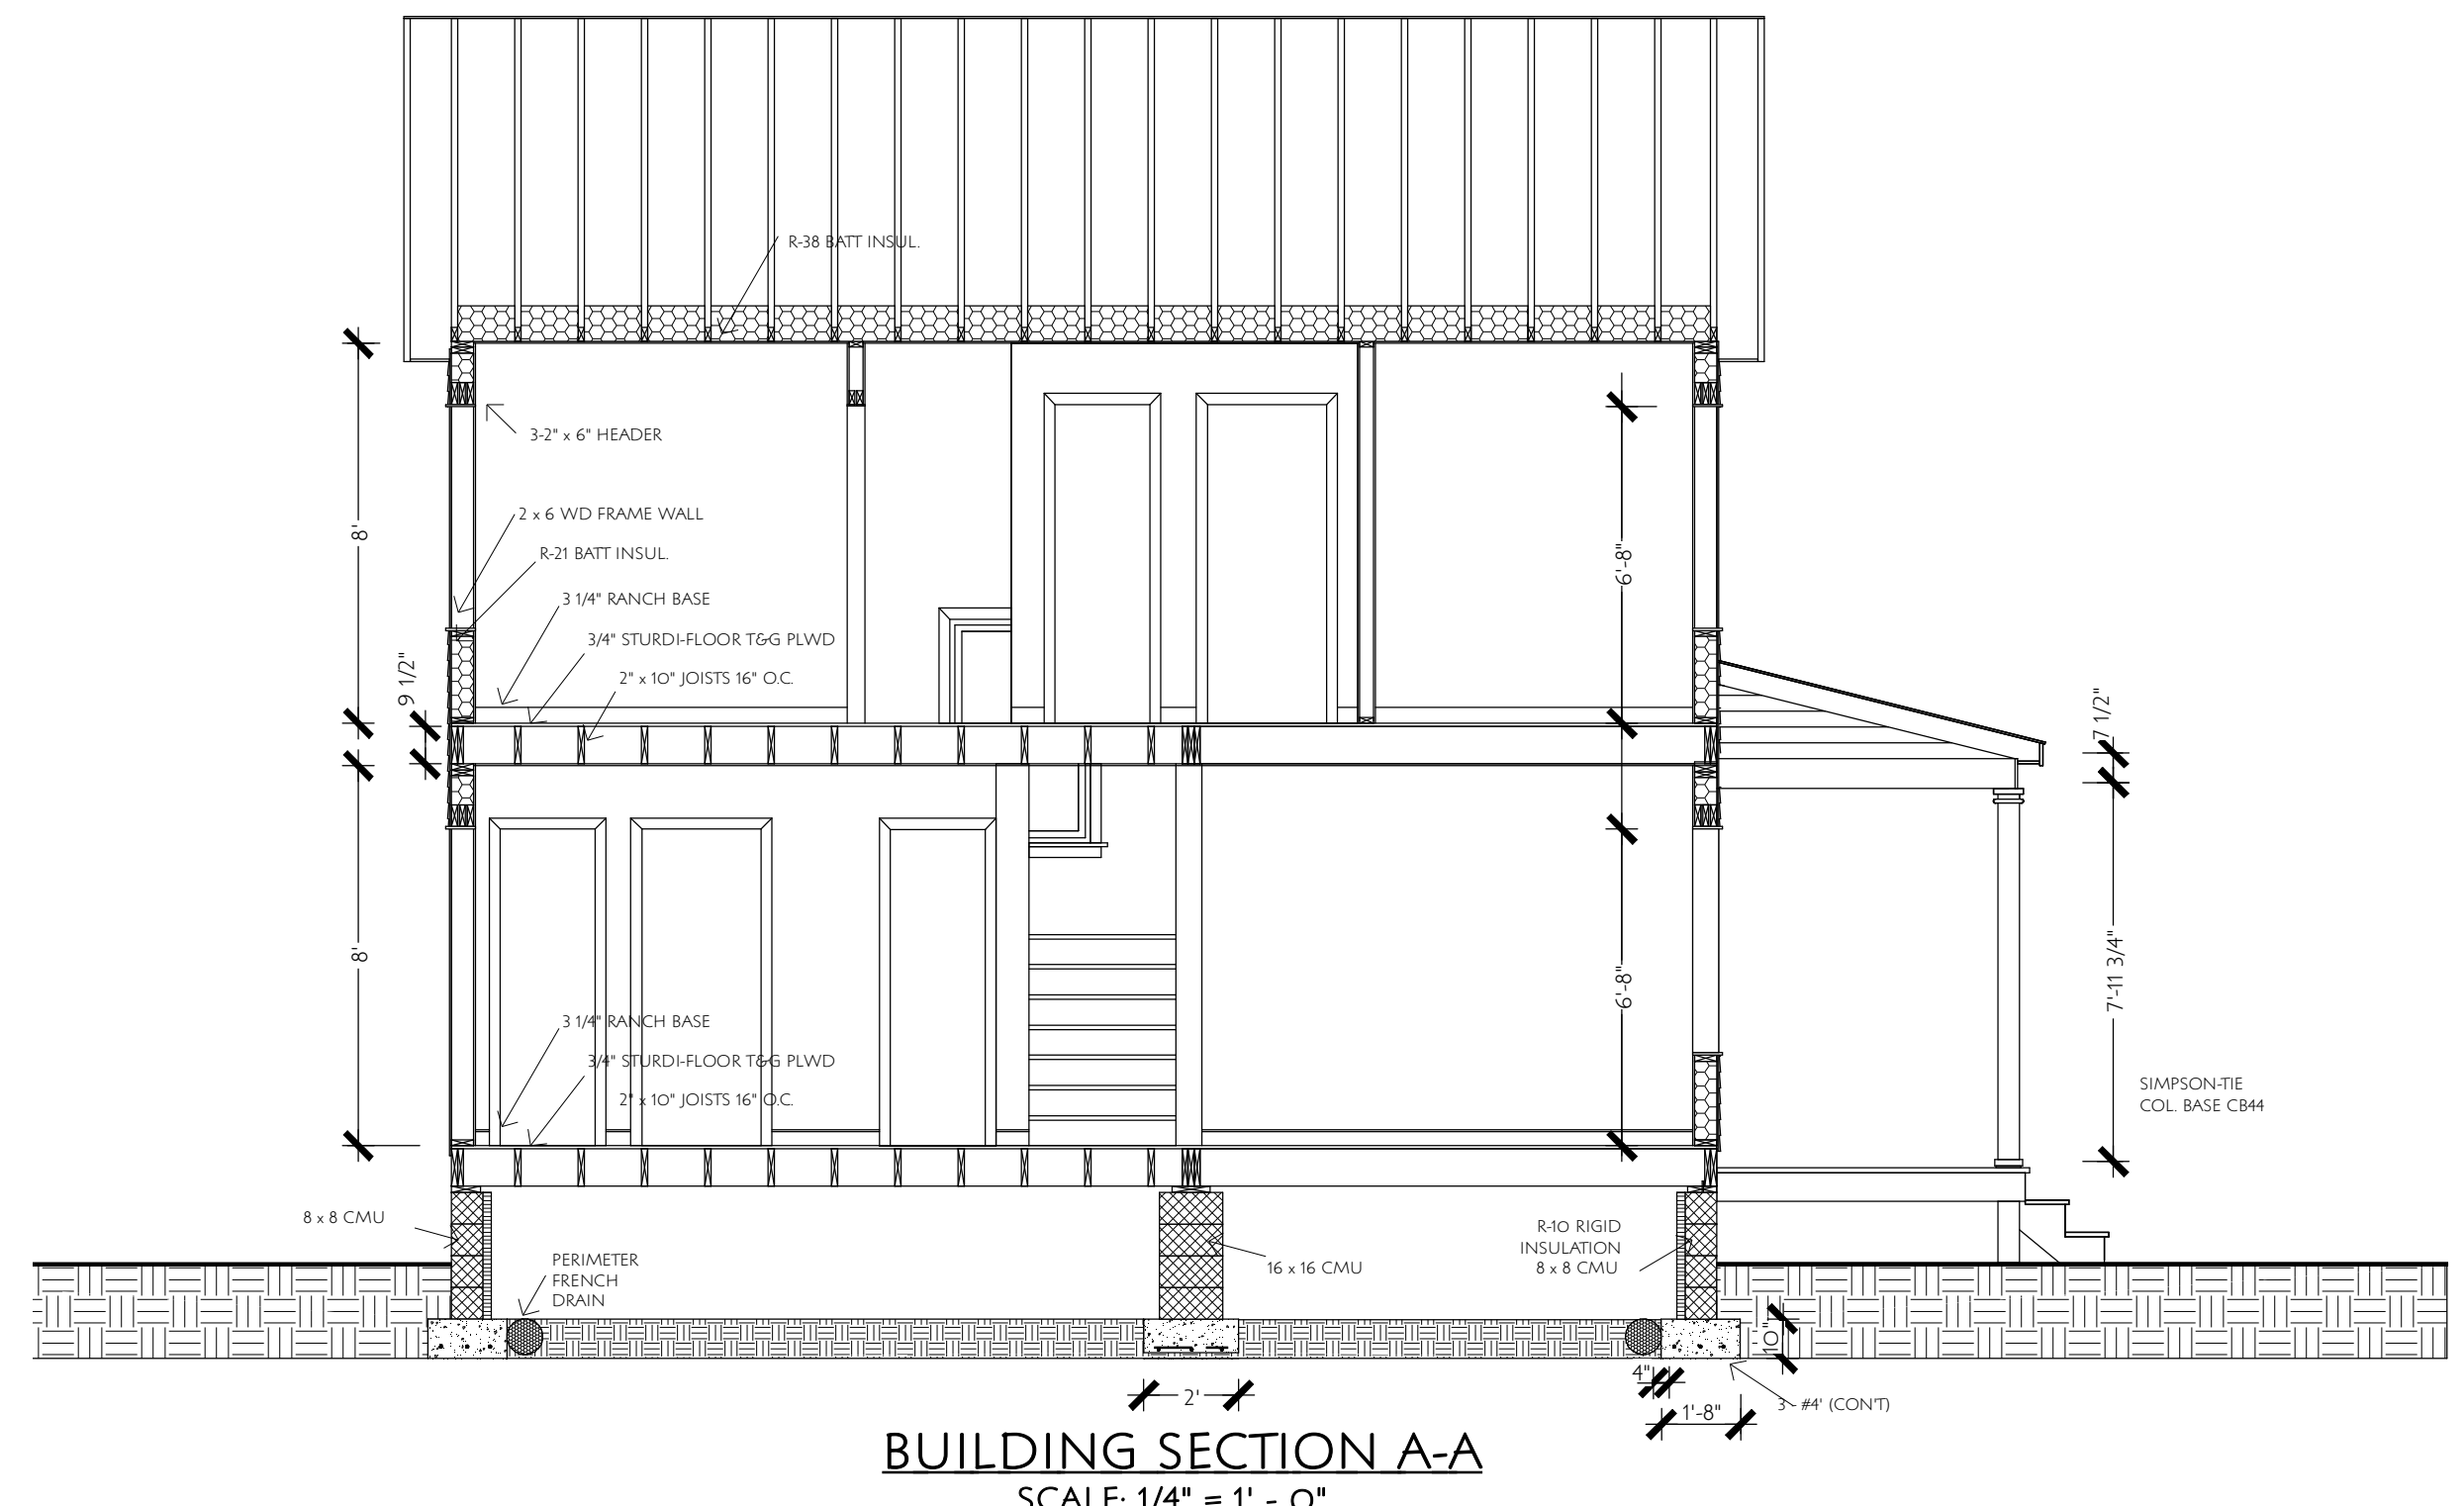 R-38 BATT INSUL.
3-2" x 6" HEADER
2 x 6 WD FRAME WALL
8'
R-21 BATT INSUL.
6'-8"
3 1/4" RANCH BASE
3/4" STURDI-FLOOR T&G PLWD
9 1/2"
2" x 10" JOISTS 16" O.C.
7 1/2"
8'
6'-8"
7'-11 3/4"
3 1/4" RANCH BASE
3/4" STURDI-FLOOR T&G PLWD
2" x 10" JOISTS 16" O.C.
SIMPSON-TIE
COL. BASE CB44
8 x 8 CMU
PERIMETER
FRENCH
DRAIN
16 x 16 CMU
R-10 RIGID
INSULATION
8 x 8 CMU
10"
4"
2'
1'-8"
3 - #4' (CON'T)
BUILDING SECTION A-A
SCALE: 1/4" = 1' - 0"